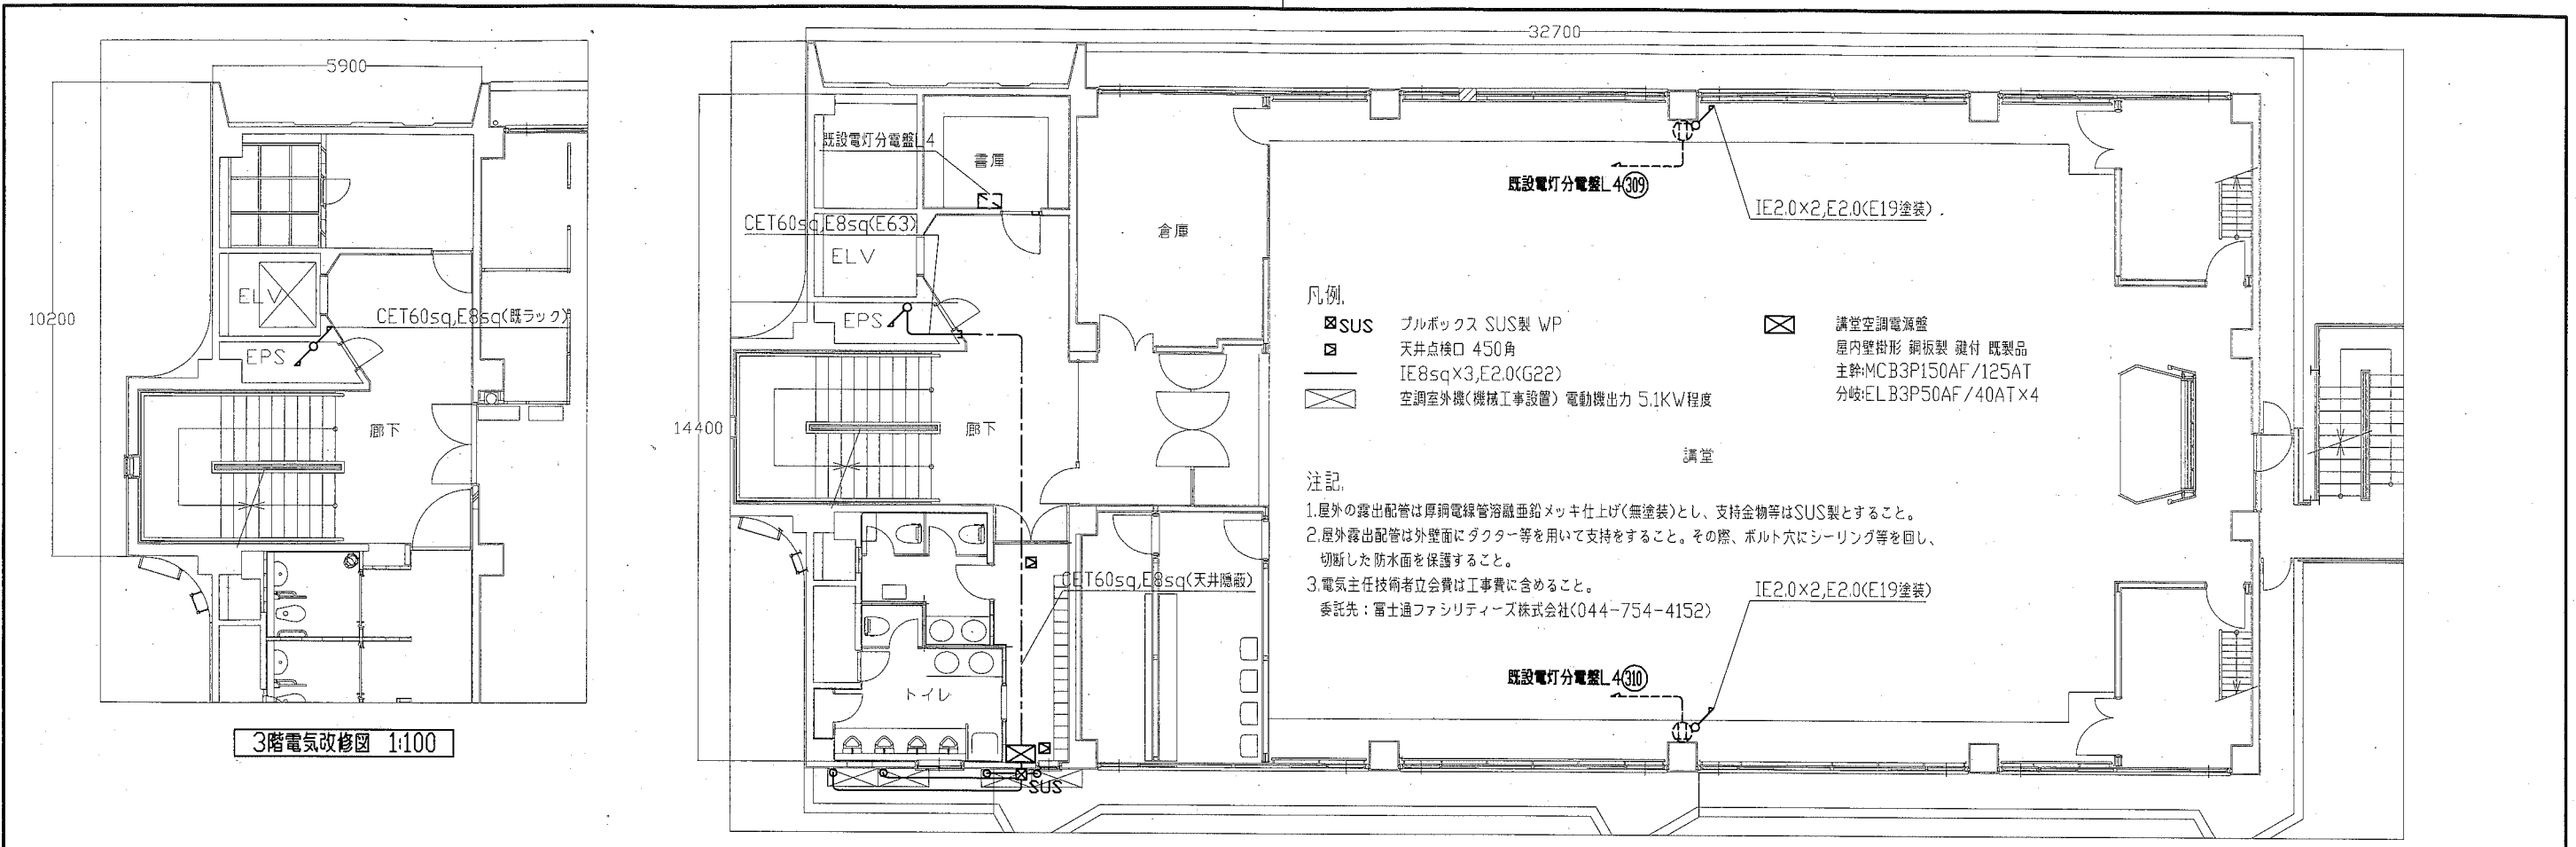 5900
10200
ELV
CET60sq,E8sq(既ラック)
EPS
廊下
3階電気改修図 1:100
32700
14400
既設電灯分電盤L4
書庫
CET60sq,E8sq(E63)
ELV
EPS
倉庫
廊下
CET60sq,E8sq(天井隠蔽)
トイレ
SUS
既設電灯分電盤L4(309)
IE2.0×2,E2.0(E19塗装)
凡例.
SUS プルボックス SUS製 WP
天井点検口 450角
IE8sq×3,E2.0(G22)
空調室外機(機械工事設置) 電動機出力 5.1KW程度
講堂空調電源盤
屋内壁掛形 鋼板製 鍵付 既製品
主幹:MCB3P150AF/125AT
分岐:ELB3P50AF/40AT×4
講堂
注記.
1.屋外の露出配管は厚鋼電線管溶融亜鉛メッキ仕上げ(無塗装)とし、支持金物等はSUS製とすること。
2.屋外露出配管は外壁面にダクター等を用いて支持をすること。その際、ボルト穴にシーリング等を回し、
切断した防水面を保護すること。
3.電気主任技術者立会費は工事費に含めること。
委託先：富士通ファシリティーズ株式会社(044-754-4152)
IE2.0×2,E2.0(E19塗装)
既設電灯分電盤L4(310)